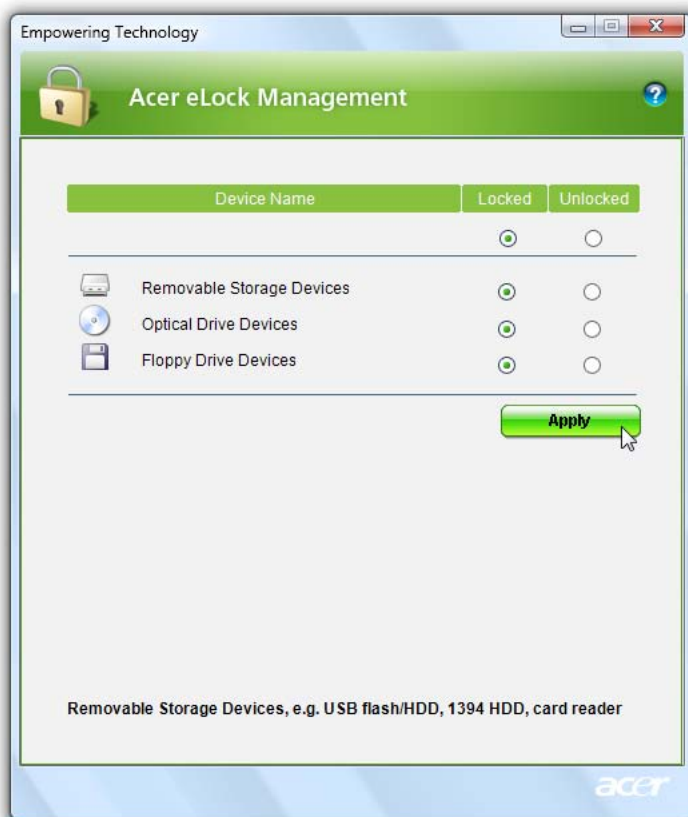 Empowering Technology
Acer eLock Management
?
Device Name Locked Unlocked
Removable Storage Devices
Optical Drive Devices
Floppy Drive Devices
Apply
Removable Storage Devices, e.g. USB flash/HDD, 1394 HDD, card reader
acer